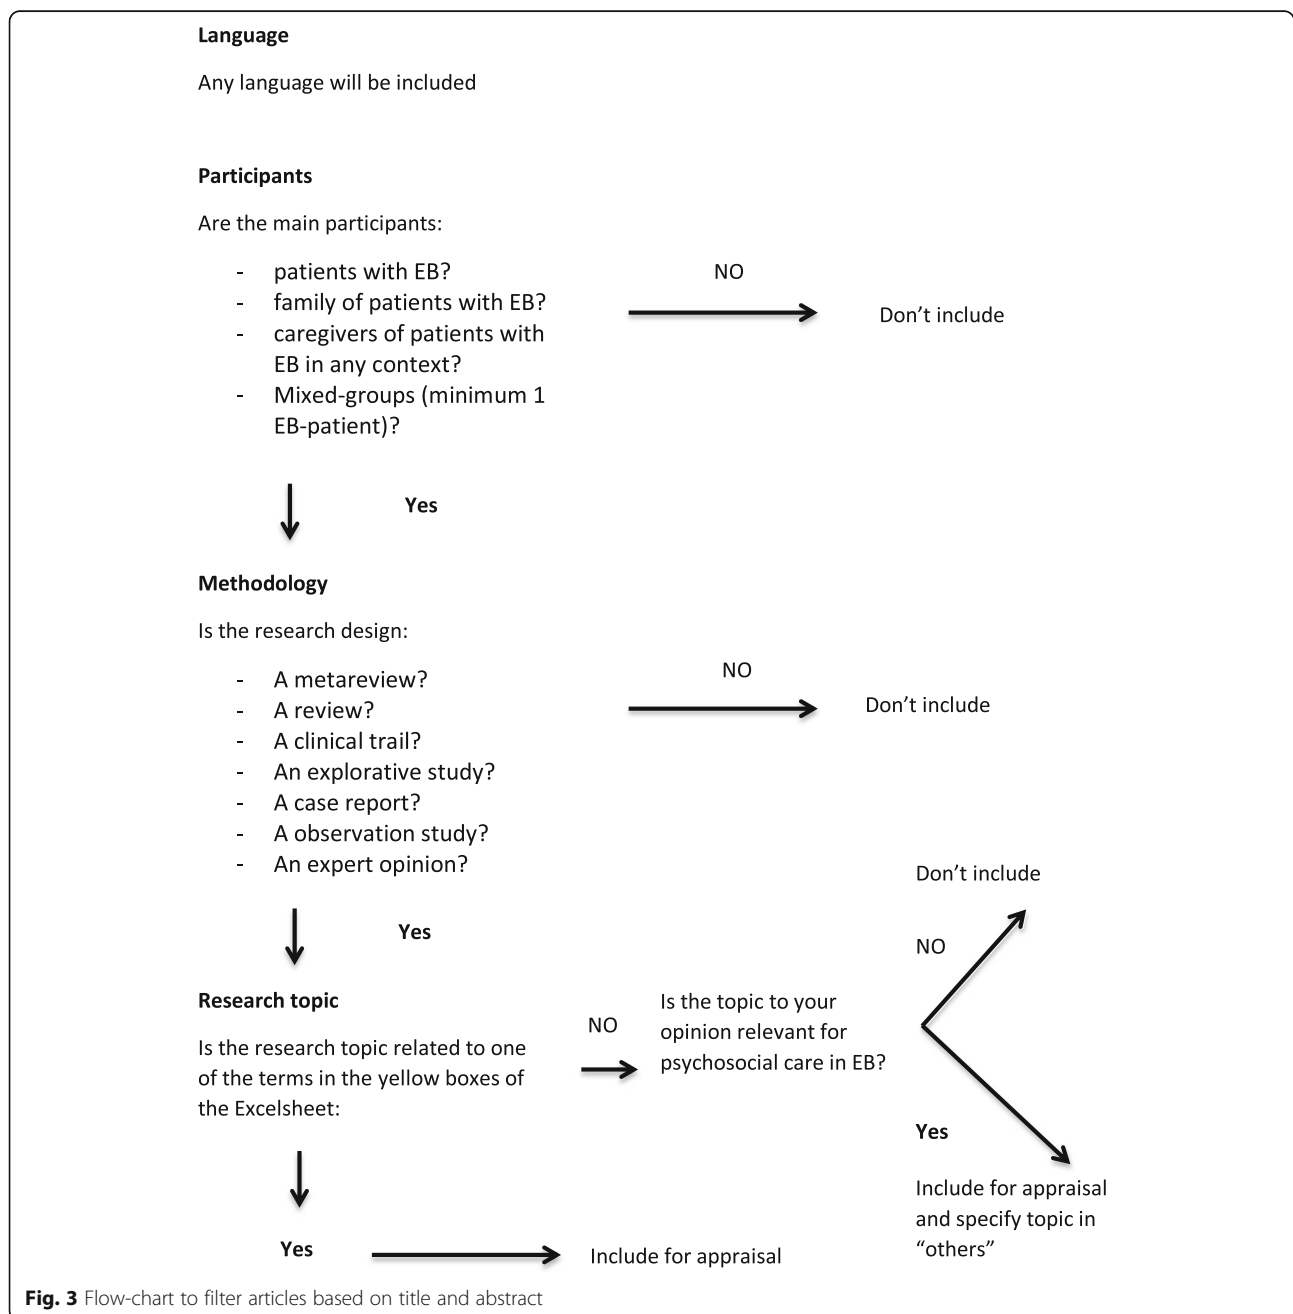 Language
Any language will be included
Participants
Are the main participants:
- patients with EB?
- family of patients with EB?
- caregivers of patients with
EB in any context?
- Mixed-groups (minimum 1
EB-patient)?
NO
Don't include
Yes
Methodology
Is the research design:
- A metareview?
- A review?
- A clinical trail?
- An explorative study?
- A case report?
- A observation study?
- An expert opinion?
NO
Don't include
Yes
Research topic
Is the research topic related to one
of the terms in the yellow boxes of
the Excelsheet:
NO
Is the topic to your
opinion relevant for
psychosocial care in EB?
NO
Don't include
Yes
Include for appraisal
and specify topic in
“others”
Yes
Include for appraisal
Fig. 3 Flow-chart to filter articles based on title and abstract